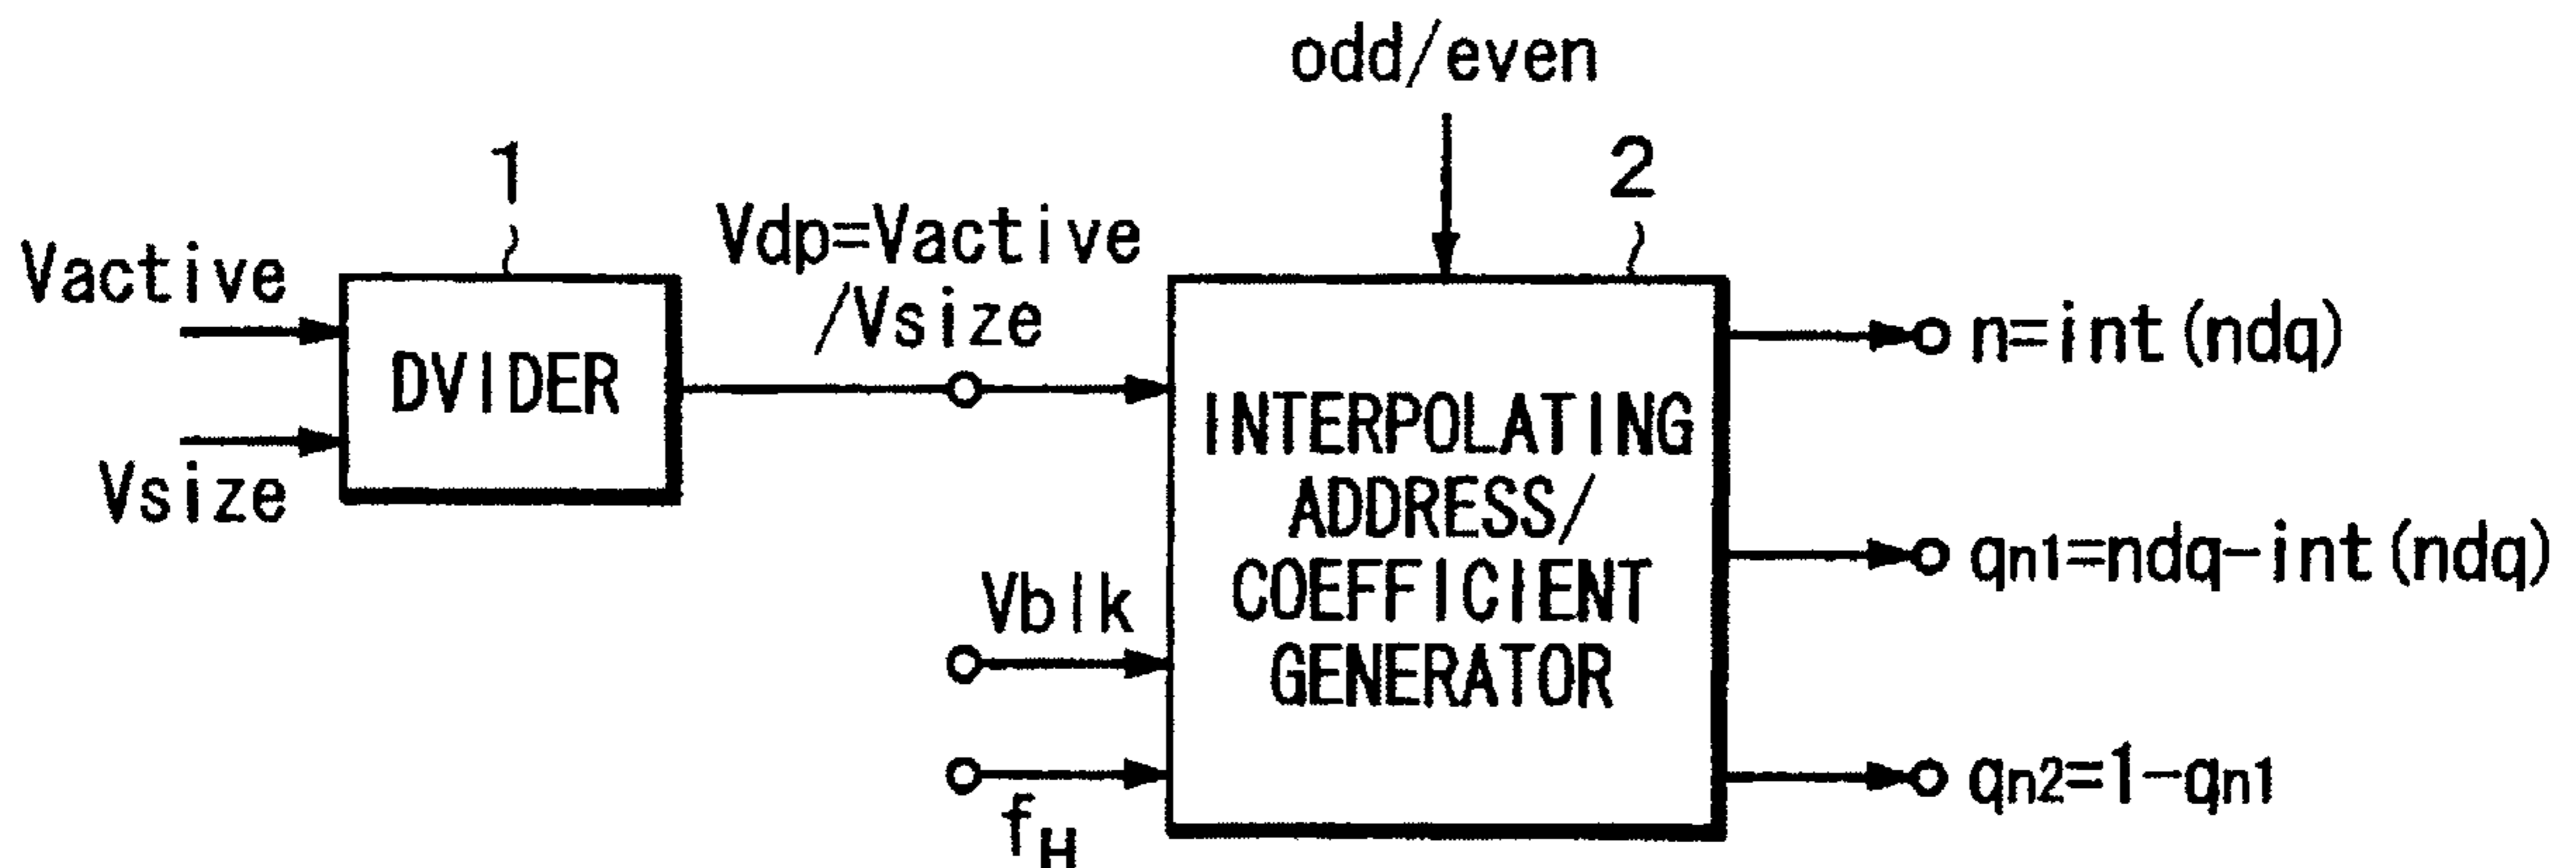 odd/even
1
2
Vactive
Vsize
DVIDER
Vdp=Vactive
/Vsize
Vblk
fH
INTERPOLATING
ADDRESS/
COEFFICIENT
GENERATOR
n=int(ndq)
qn1=ndq-int(ndq)
qn2=1-qn1